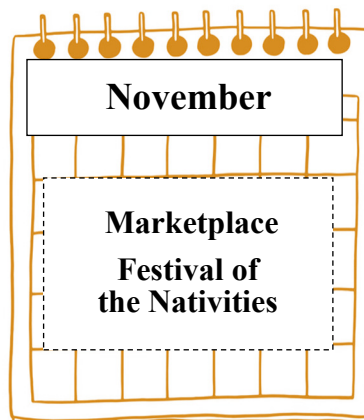 November
Marketplace
Festival of
the Nativities